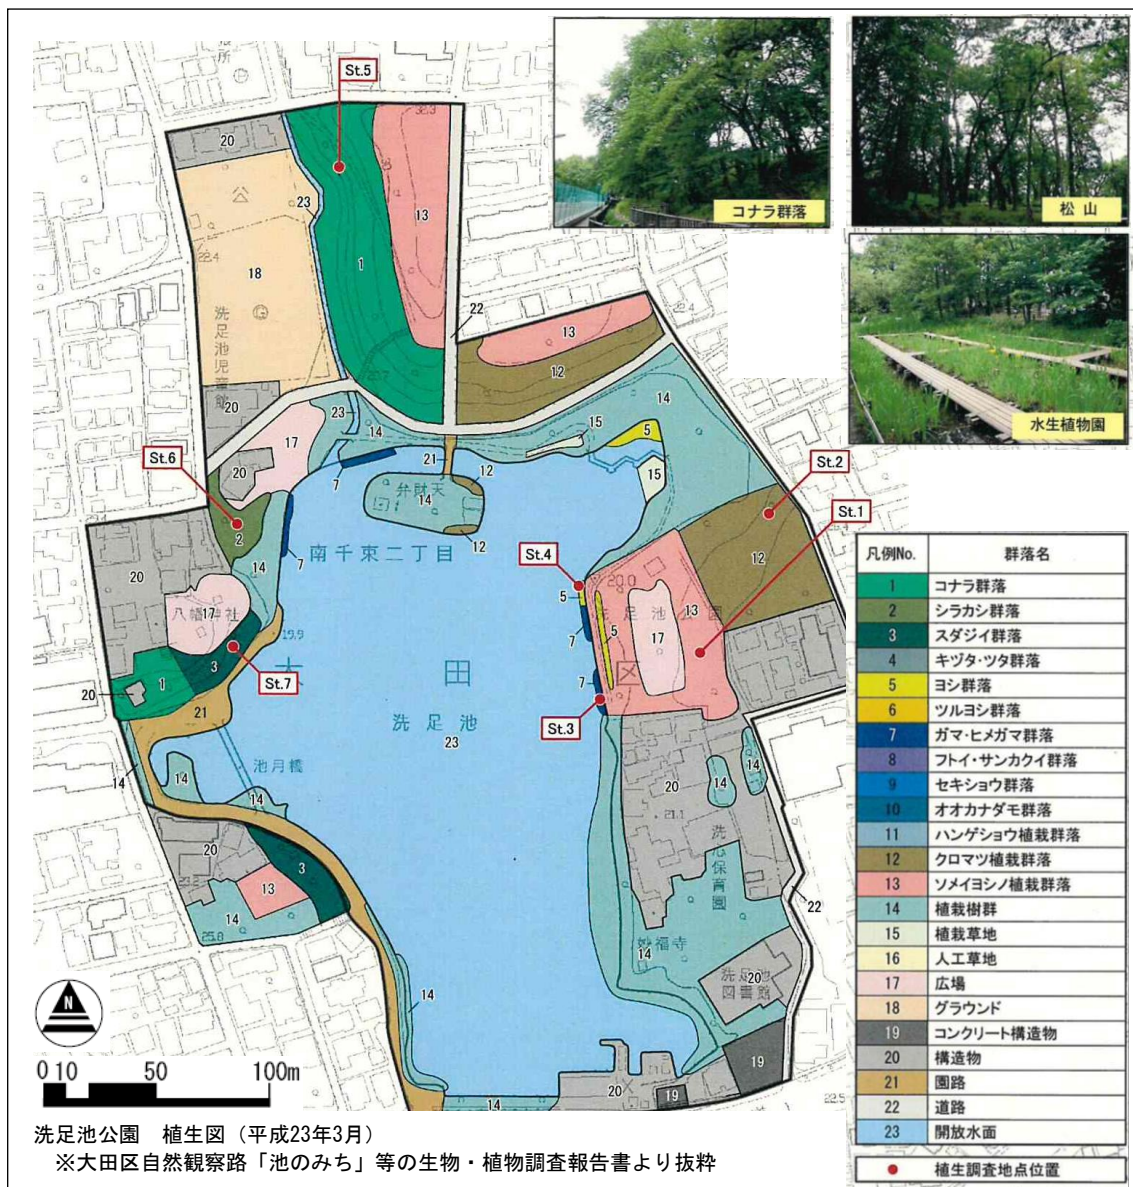 St.5
コナラ群落
松山
水生植物園
20
32.3
23
公
13
22.4
18
1
22
洗足池児童館
20.7
13
22.4
12
20
23
14
17
14
15
5
St.6
20
21
12
15
St.2
7
弁財天
14
St.1
2
南千束二丁目
12
7
12
20
14
St.4
20.0
5
洗足池公園
13
八幡神社
17
5
17
19.9
7
3
大田区
7
20
1
St.7
St.3
21
洗足池
23
池月橋
14
14
14
20
14
14
20
21.1
洗足保育園
3
13
14
25.8
22
妙福寺
14
洗足池図書館
20
14
19
20
19
14
22.5
N
0 10 50 100m
凡例No. 群落名
1 コナラ群落
2 シラカシ群落
3 スダジイ群落
4 キヅタ・ツタ群落
5 ヨシ群落
6 ツルヨシ群落
7 ガマ・ヒメガマ群落
8 フトイ・サンカクイ群落
9 セキショウ群落
10 オオカナダモ群落
11 ハンゲショウ植栽群落
12 クロマツ植栽群落
13 ソメイヨシノ植栽群落
14 植栽樹群
15 植栽草地
16 人工草地
17 広場
18 グラウンド
19 コンクリート構造物
20 構造物
21 園路
22 道路
23 開放水面
植生調査地点位置
洗足池公園 植生図（平成23年3月）
※大田区自然観察路「池のみち」等の生物・植物調査報告書より抜粋